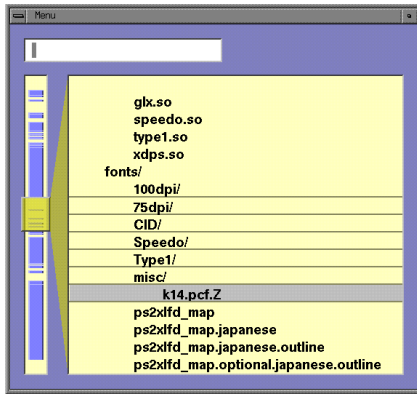 Menu
glx.so
speedo.so
type1.so
xdps.so
fonts/
100dpi/
75dpi/
CID/
Speedo/
Type1/
misc/
k14.pcf.Z
ps2xlfd_map
ps2xlfd_map.japanese
ps2xlfd_map.japanese.outline
ps2xlfd_map.optional.japanese.outline